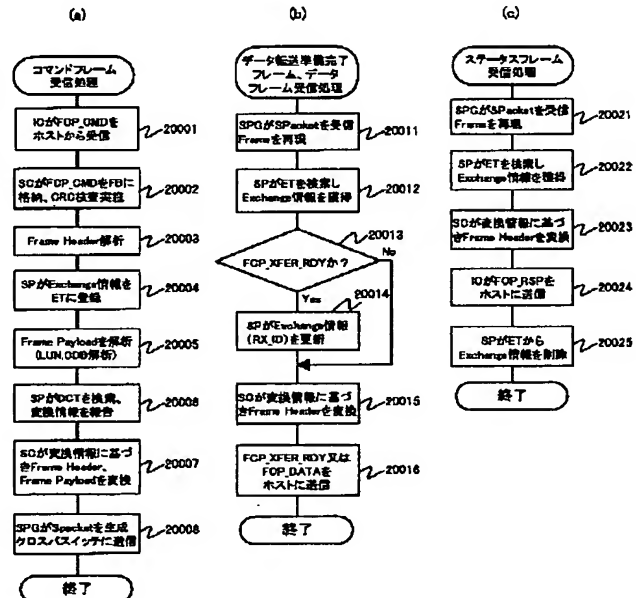 (a)
コマンドフレーム
受信処理
ICがFCP_CMDを
ホストから受信
20001
SCがFCP_CMDをFBに
格納、CRC検査実施
20002
Frame Header解析
20003
SPがExchange情報を
ETに登録
20004
Frame Payloadを解析
(LUN,CDB解析)
20005
SPがDCTを検索、
変換情報を報告
20006
SCが変換情報に基づ
きFrame Header、
Frame Payloadを変換
20007
SPGがSpacketを生成
クロスバスイッチに送信
20008
終了
(b)
データ転送準備完了
フレーム、データ
フレーム受信処理
SPGがSPacketを受信
Frameを再現
20011
SPがETを検索し
Exchange情報を獲得
20012
FCP_XFER_RDYか?
20013
No
Yes
20014
SPがExchange情報
(RX_ID)を更新
SCが変換情報に基づ
きFrame Headerを変換
20015
FCP_XFER_RDY又は
FCP_DATAを
ホストに送信
20016
終了
(c)
ステータスフレーム
受信処理
SPGがSPacketを受信
Frameを再現
20021
SPがETを検索し
Exchange情報を獲得
20022
SCが変換情報に基づ
きFrame Headerを変換
20023
ICがFCP_RSPを
ホストに送信
20024
SPがETから
Exchange情報を削除
20025
終了